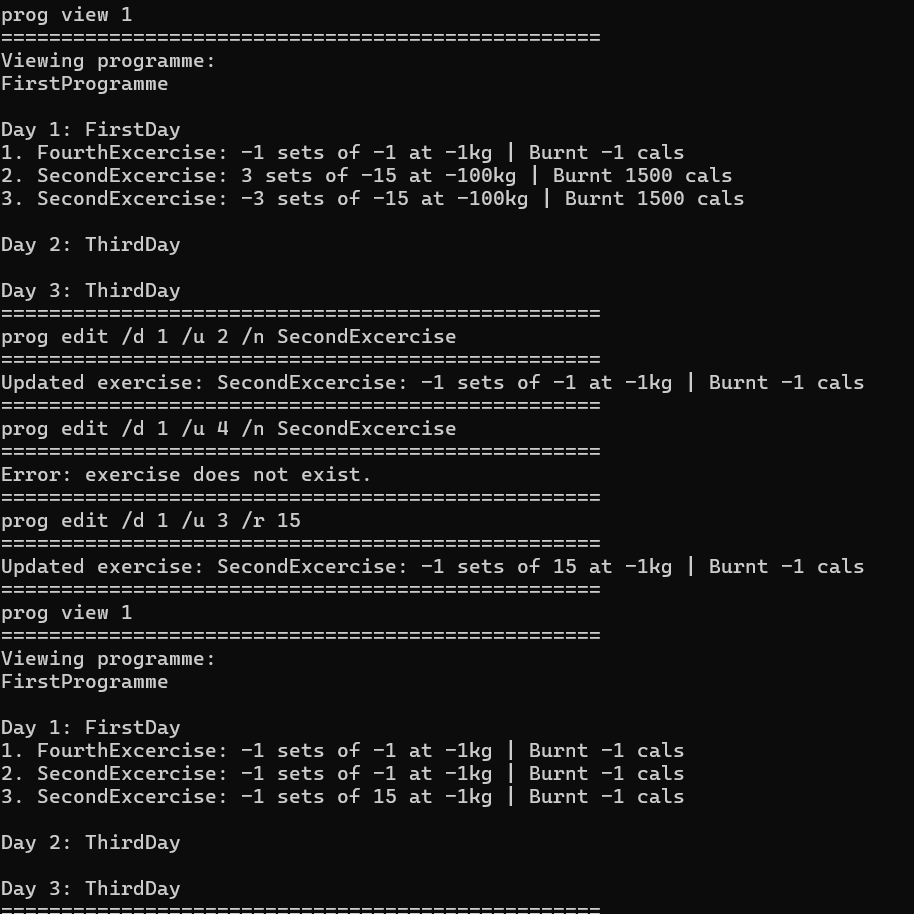 prog view 1
==================================================
Viewing programme:
FirstProgramme
Day 1: FirstDay
1. FourthExcercise: -1 sets of -1 at -1kg | Burnt -1 cals
2. SecondExcercise: 3 sets of -15 at -100kg | Burnt 1500 cals
3. SecondExcercise: -3 sets of -15 at -100kg | Burnt 1500 cals
Day 2: ThirdDay
Day 3: ThirdDay
==================================================
prog edit /d 1 /u 2 /n SecondExcercise
==================================================
Updated exercise: SecondExcercise: -1 sets of -1 at -1kg | Burnt -1 cals
==================================================
prog edit /d 1 /u 4 /n SecondExcercise
==================================================
Error: exercise does not exist.
==================================================
prog edit /d 1 /u 3 /r 15
==================================================
Updated exercise: SecondExcercise: -1 sets of 15 at -1kg | Burnt -1 cals
==================================================
prog view 1
==================================================
Viewing programme:
FirstProgramme
Day 1: FirstDay
1. FourthExcercise: -1 sets of -1 at -1kg | Burnt -1 cals
2. SecondExcercise: -1 sets of -1 at -1kg | Burnt -1 cals
3. SecondExcercise: -1 sets of 15 at -1kg | Burnt -1 cals
Day 2: ThirdDay
Day 3: ThirdDay
==================================================